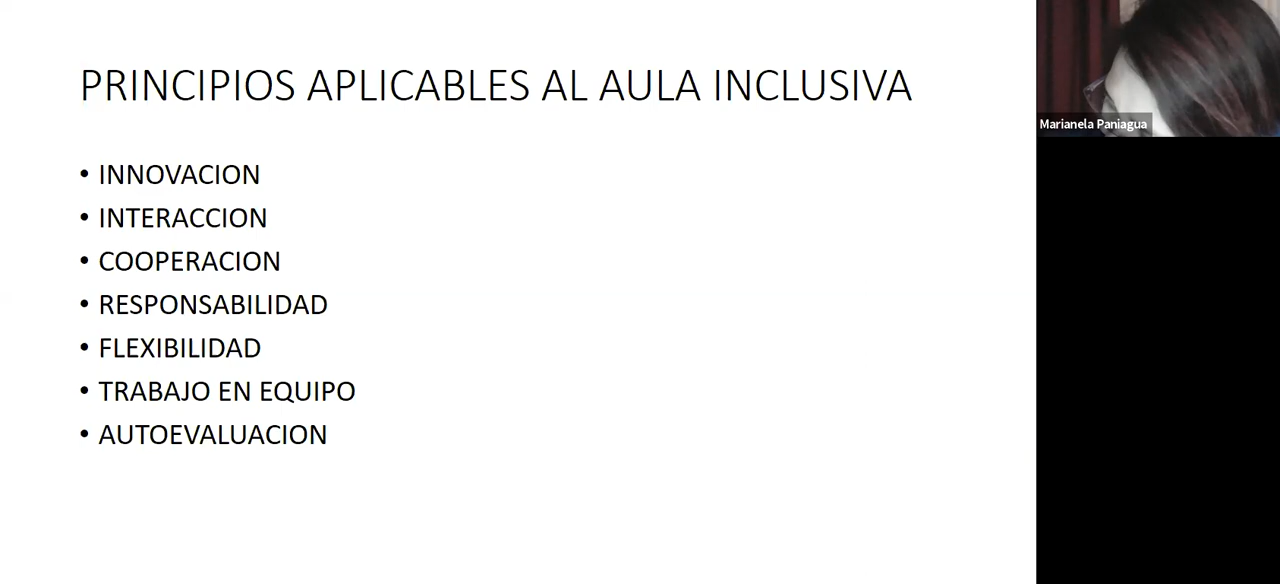 PRINCIPIOS APLICABLES AL AULA INCLUSIVA
• INNOVACION
• INTERACCION
• COOPERACION
• RESPONSABILIDAD
• FLEXIBILIDAD
• TRABAJO EN EQUIPO
• AUTOEVALUACION
Marianela Paniagua